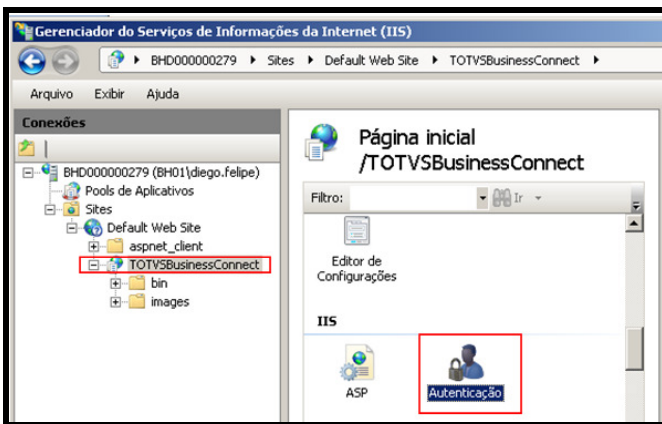 Gerenciador do Serviços de Informações da Internet (IIS)
BHD000000279 Sites Default Web Site TOTVSBusinessConnect
Arquivo Exibir Ajuda
Conexões
BHD000000279 (BH01\diego.felipe)
Pools de Aplicativos
Sites
Default Web Site
aspnet_client
TOTVSBusinessConnect
bin
images
Página inicial
/TOTVSBusinessConnect
Filtro: Ir
Editor de
Configurações
IIS
ASP
Autenticação